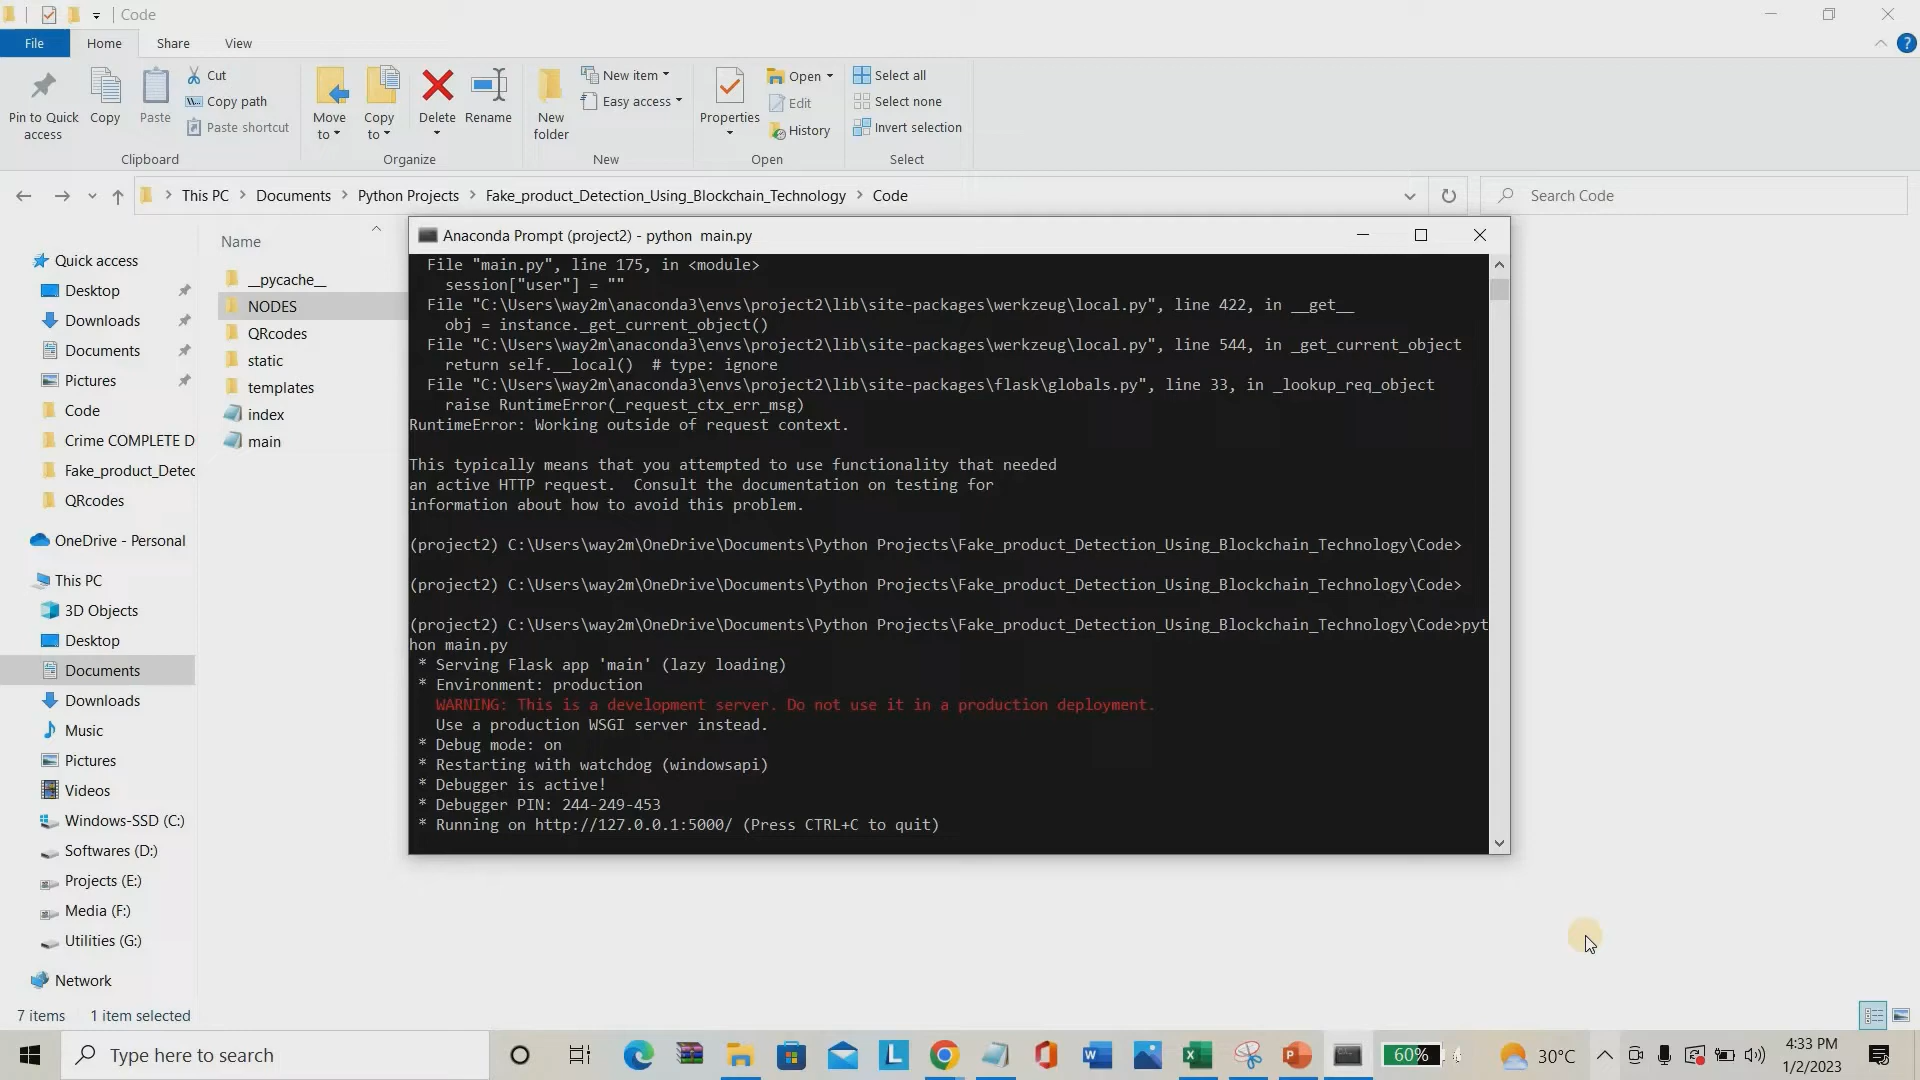 Code
File
Home
Share
View
Pin to Quick access
Copy
Paste
Cut
Copy path
Paste shortcut
Clipboard
Move to
Copy to
Delete
Rename
Organize
New folder
New item
Easy access
New
Properties
Open
Edit
History
Open
Select all
Select none
Invert selection
Select
This PC > Documents > Python Projects > Fake_product_Detection_Using_Blockchain_Technology > Code
Search Code
Quick access
Desktop
Downloads
Documents
Pictures
Code
Crime COMPLETE D
Fake_product_Detec
QRcodes
OneDrive - Personal
This PC
3D Objects
Desktop
Documents
Downloads
Music
Pictures
Videos
Windows-SSD (C:)
Softwares (D:)
Projects (E:)
Media (F:)
Utilities (G:)
Network
Name
__pycache__
NODES
QRcodes
static
templates
index
main
Anaconda Prompt (project2) - python  main.py
File "main.py", line 175, in <module>
session["user"] = ""
File "C:\Users\way2m\anaconda3\envs\project2\lib\site-packages\werkzeug\local.py", line 422, in __get__
obj = instance._get_current_object()
File "C:\Users\way2m\anaconda3\envs\project2\lib\site-packages\werkzeug\local.py", line 544, in _get_current_object
return self.__local()  # type: ignore
File "C:\Users\way2m\anaconda3\envs\project2\lib\site-packages\flask\globals.py", line 33, in _lookup_req_object
raise RuntimeError(_request_ctx_err_msg)
RuntimeError: Working outside of request context.
This typically means that you attempted to use functionality that needed
an active HTTP request.  Consult the documentation on testing for
information about how to avoid this problem.
(project2) C:\Users\way2m\OneDrive\Documents\Python Projects\Fake_product_Detection_Using_Blockchain_Technology\Code>
(project2) C:\Users\way2m\OneDrive\Documents\Python Projects\Fake_product_Detection_Using_Blockchain_Technology\Code>
(project2) C:\Users\way2m\OneDrive\Documents\Python Projects\Fake_product_Detection_Using_Blockchain_Technology\Code>pyt
hon main.py
* Serving Flask app 'main' (lazy loading)
* Environment: production
WARNING: This is a development server. Do not use it in a production deployment.
Use a production WSGI server instead.
* Debug mode: on
* Restarting with watchdog (windowsapi)
* Debugger is active!
* Debugger PIN: 244-249-453
* Running on http://127.0.0.1:5000/ (Press CTRL+C to quit)
7 items
1 item selected
Type here to search
60%
30°C
4:33 PM
1/2/2023